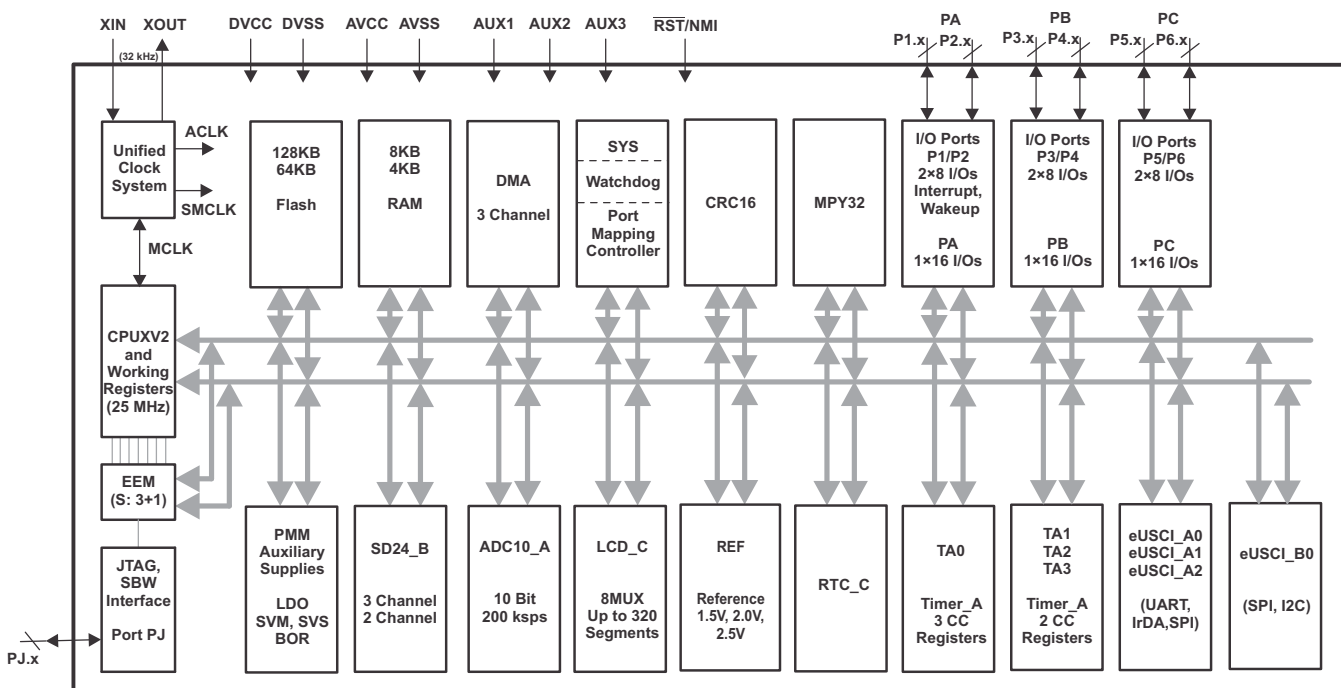 XIN XOUT DVCC DVSS AVCC AVSS AUX1 AUX2 AUX3 RST/NMI PA PB PC
P1.x P2.x P3.x P4.x P5.x P6.x
(32 kHz)
Unified
Clock
System
ACLK
SMCLK
MCLK
128KB
64KB
Flash
8KB
4KB
RAM
DMA
3 Channel
SYS
Watchdog
Port
Mapping
Controller
CRC16
MPY32
I/O Ports
P1/P2
2×8 I/Os
Interrupt,
Wakeup
PA
1×16 I/Os
I/O Ports
P3/P4
2×8 I/Os
PB
1×16 I/Os
I/O Ports
P5/P6
2×8 I/Os
PC
1×16 I/Os
CPUXV2
and
Working
Registers
(25 MHz)
EEM
(S: 3+1)
JTAG,
SBW
Interface
Port PJ
PJ.x
PMM
Auxiliary
Supplies
LDO
SVM, SVS
BOR
SD24_B
3 Channel
2 Channel
ADC10_A
10 Bit
200 ksps
LCD_C
8MUX
Up to 320
Segments
REF
Reference
1.5V, 2.0V,
2.5V
RTC_C
TA0
Timer_A
3 CC
Registers
TA1
TA2
TA3
Timer_A
2 CC
Registers
eUSCI_A0
eUSCI_A1
eUSCI_A2
(UART,
IrDA,SPI)
eUSCI_B0
(SPI, I2C)